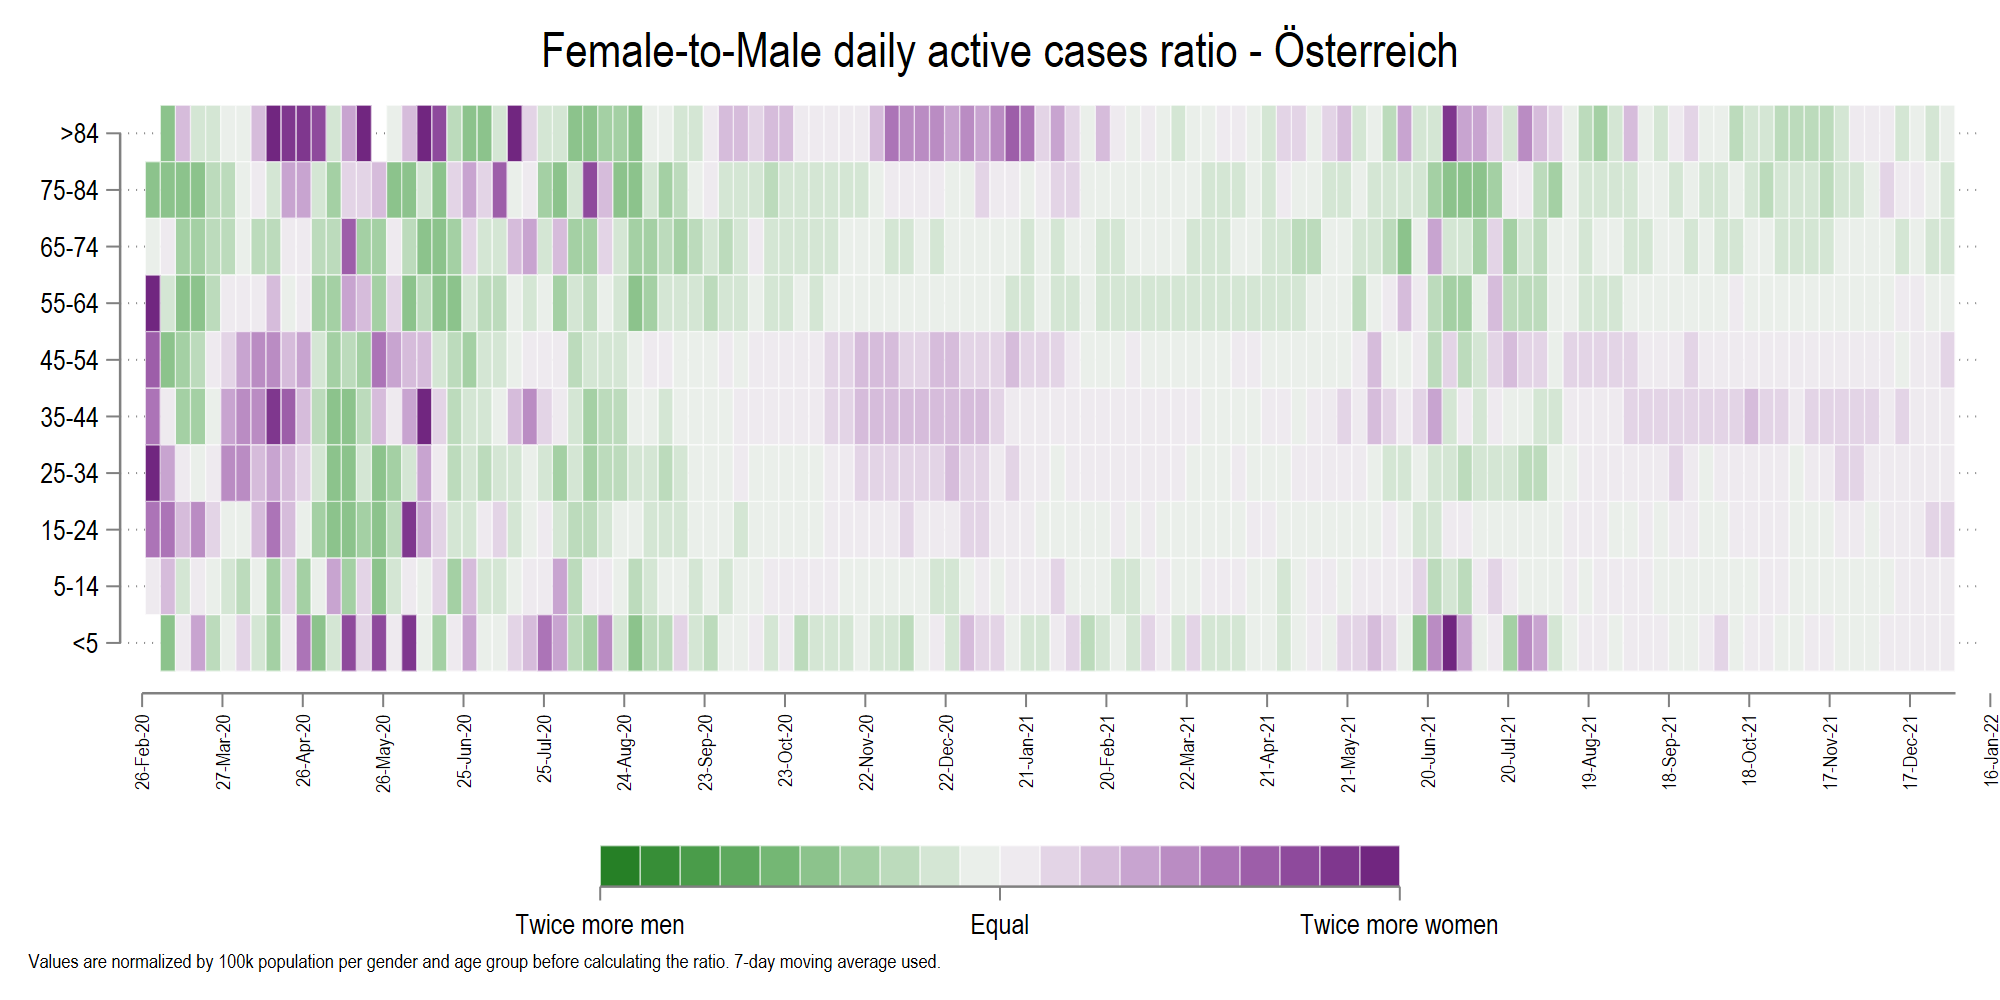 Female-to-Male daily active cases ratio - Österreich
>84
75-84
65-74
55-64
45-54
35-44
25-34
15-24
5-14
<5
26-Feb-20
27-Mar-20
26-Apr-20
26-May-20
25-Jun-20
25-Jul-20
24-Aug-20
23-Sep-20
23-Oct-20
22-Nov-20
22-Dec-20
21-Jan-21
20-Feb-21
22-Mar-21
21-Apr-21
21-May-21
20-Jun-21
20-Jul-21
19-Aug-21
18-Sep-21
18-Oct-21
17-Nov-21
17-Dec-21
16-Jan-22
Twice more men
Equal
Twice more women
Values are normalized by 100k population per gender and age group before calculating the ratio. 7-day moving average used.